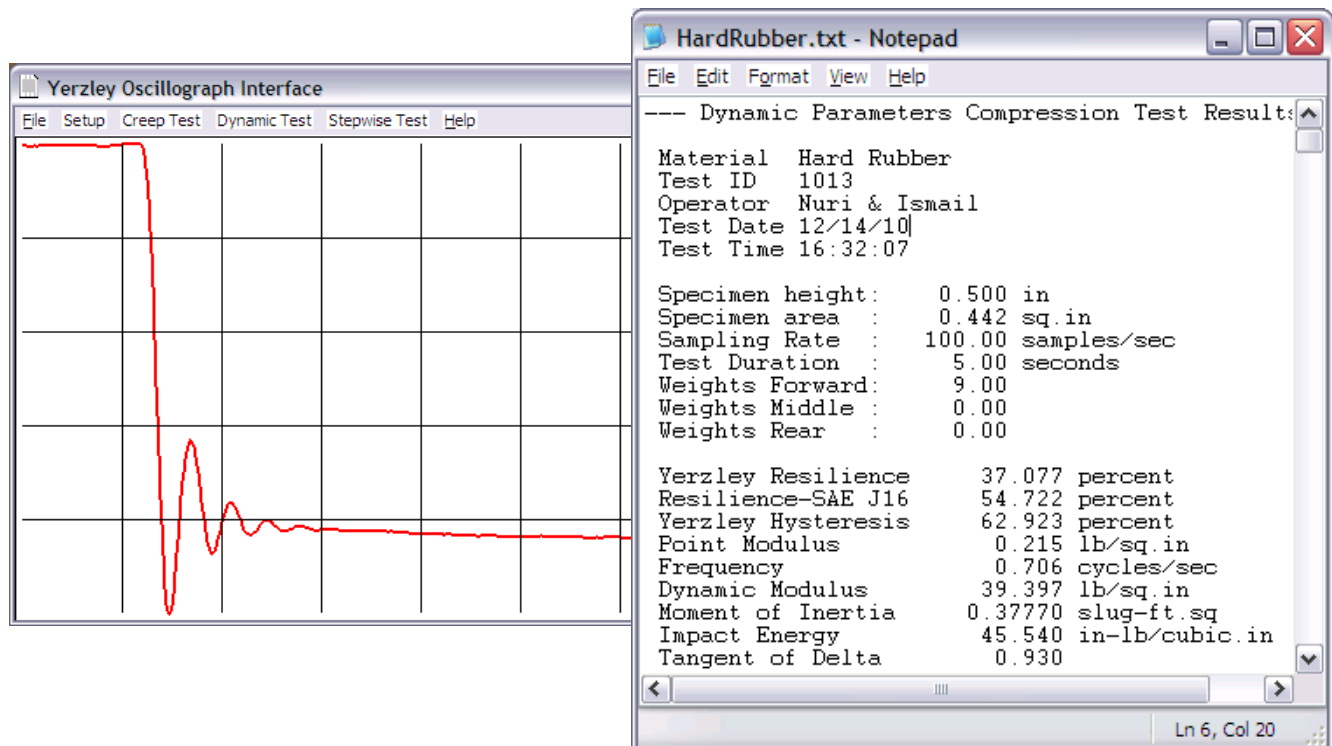 Yerzley Oscillograph Interface
File Setup Creep Test Dynamic Test Stepwise Test Help
HardRubber.txt - Notepad
File Edit Format View Help
--- Dynamic Parameters Compression Test Results
Material Hard Rubber
Test ID 1013
Operator Nuri & Ismail
Test Date 12/14/10
Test Time 16:32:07
Specimen height: 0.500 in
Specimen area : 0.442 sq.in
Sampling Rate : 100.00 samples/sec
Test Duration : 5.00 seconds
Weights Forward: 9.00
Weights Middle : 0.00
Weights Rear : 0.00
Yerzley Resilience 37.077 percent
Resilience-SAE J16 54.722 percent
Yerzley Hysteresis 62.923 percent
Point Modulus 0.215 lb/sq.in
Frequency 0.706 cycles/sec
Dynamic Modulus 39.397 lb/sq.in
Moment of Inertia 0.37770 slug-ft.sq
Impact Energy 45.540 in-lb/cubic.in
Tangent of Delta 0.930
Ln 6, Col 20